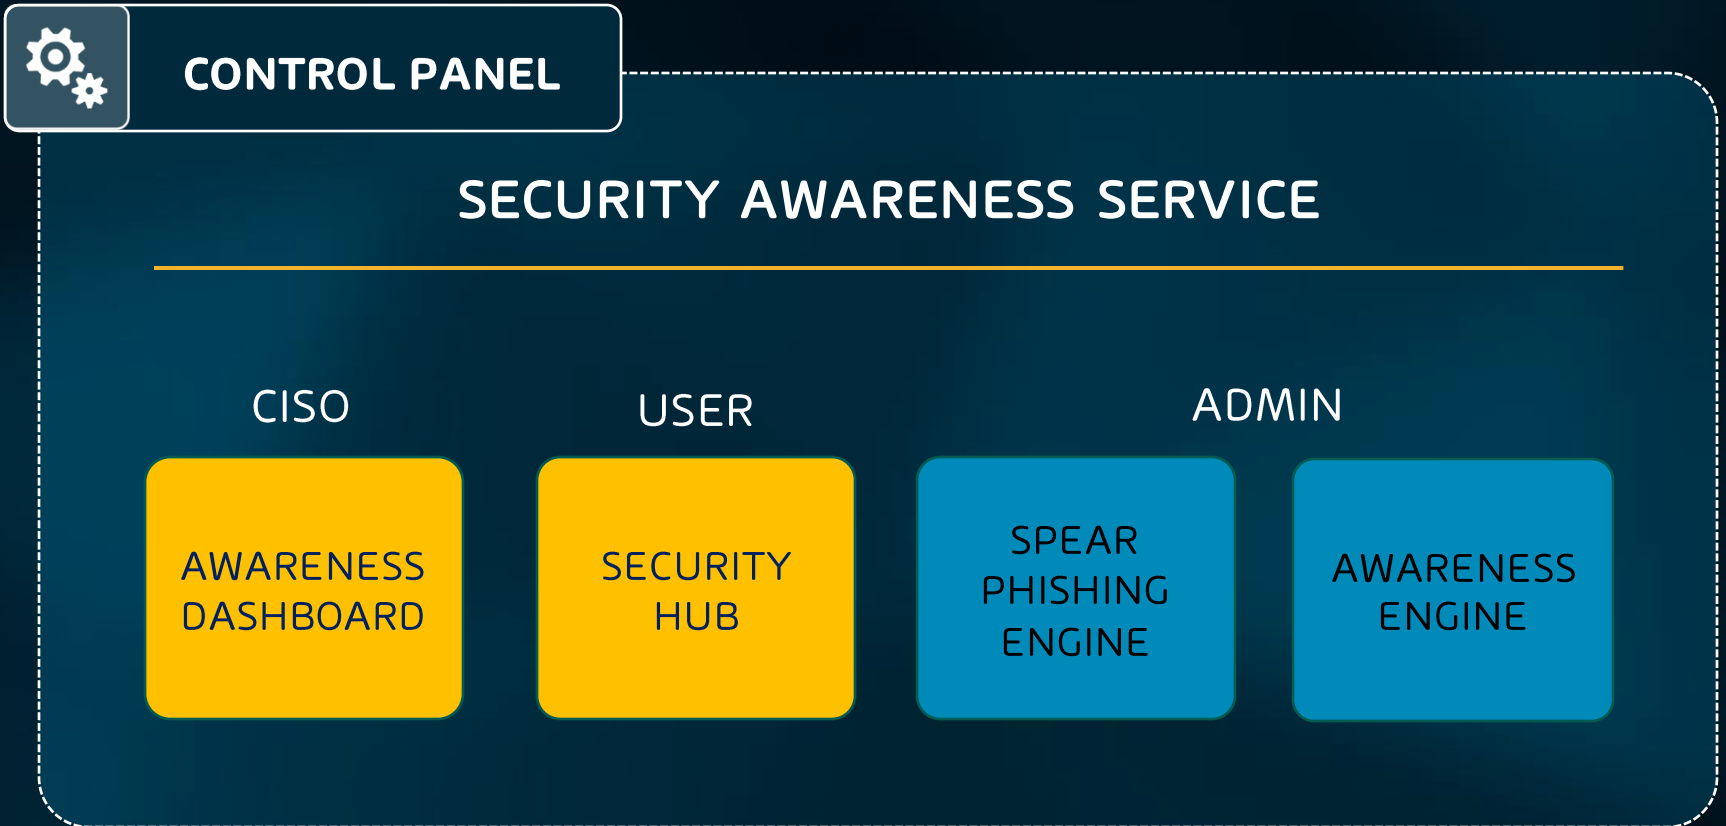 CONTROL PANEL
SECURITY AWARENESS SERVICE
CISO
AWARENESS
DASHBOARD
USER
SECURITY
HUB
ADMIN
SPEAR
PHISHING
ENGINE
AWARENESS
ENGINE